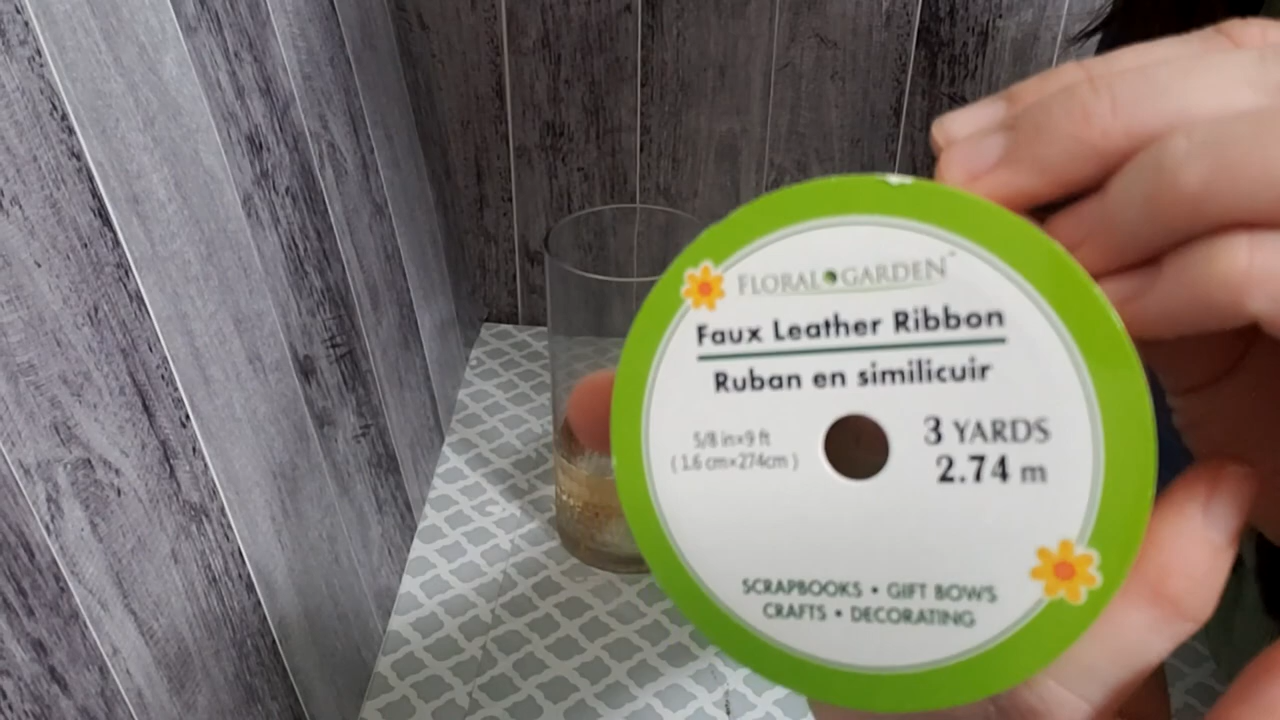 FLORAL GARDEN™
Faux Leather Ribbon
Ruban en similicuir
5/8 in×9 ft
( 1.6 cm×274cm )
3 YARDS
2.74 m
SCRAPBOOKS • GIFT BOWS
CRAFTS • DECORATING